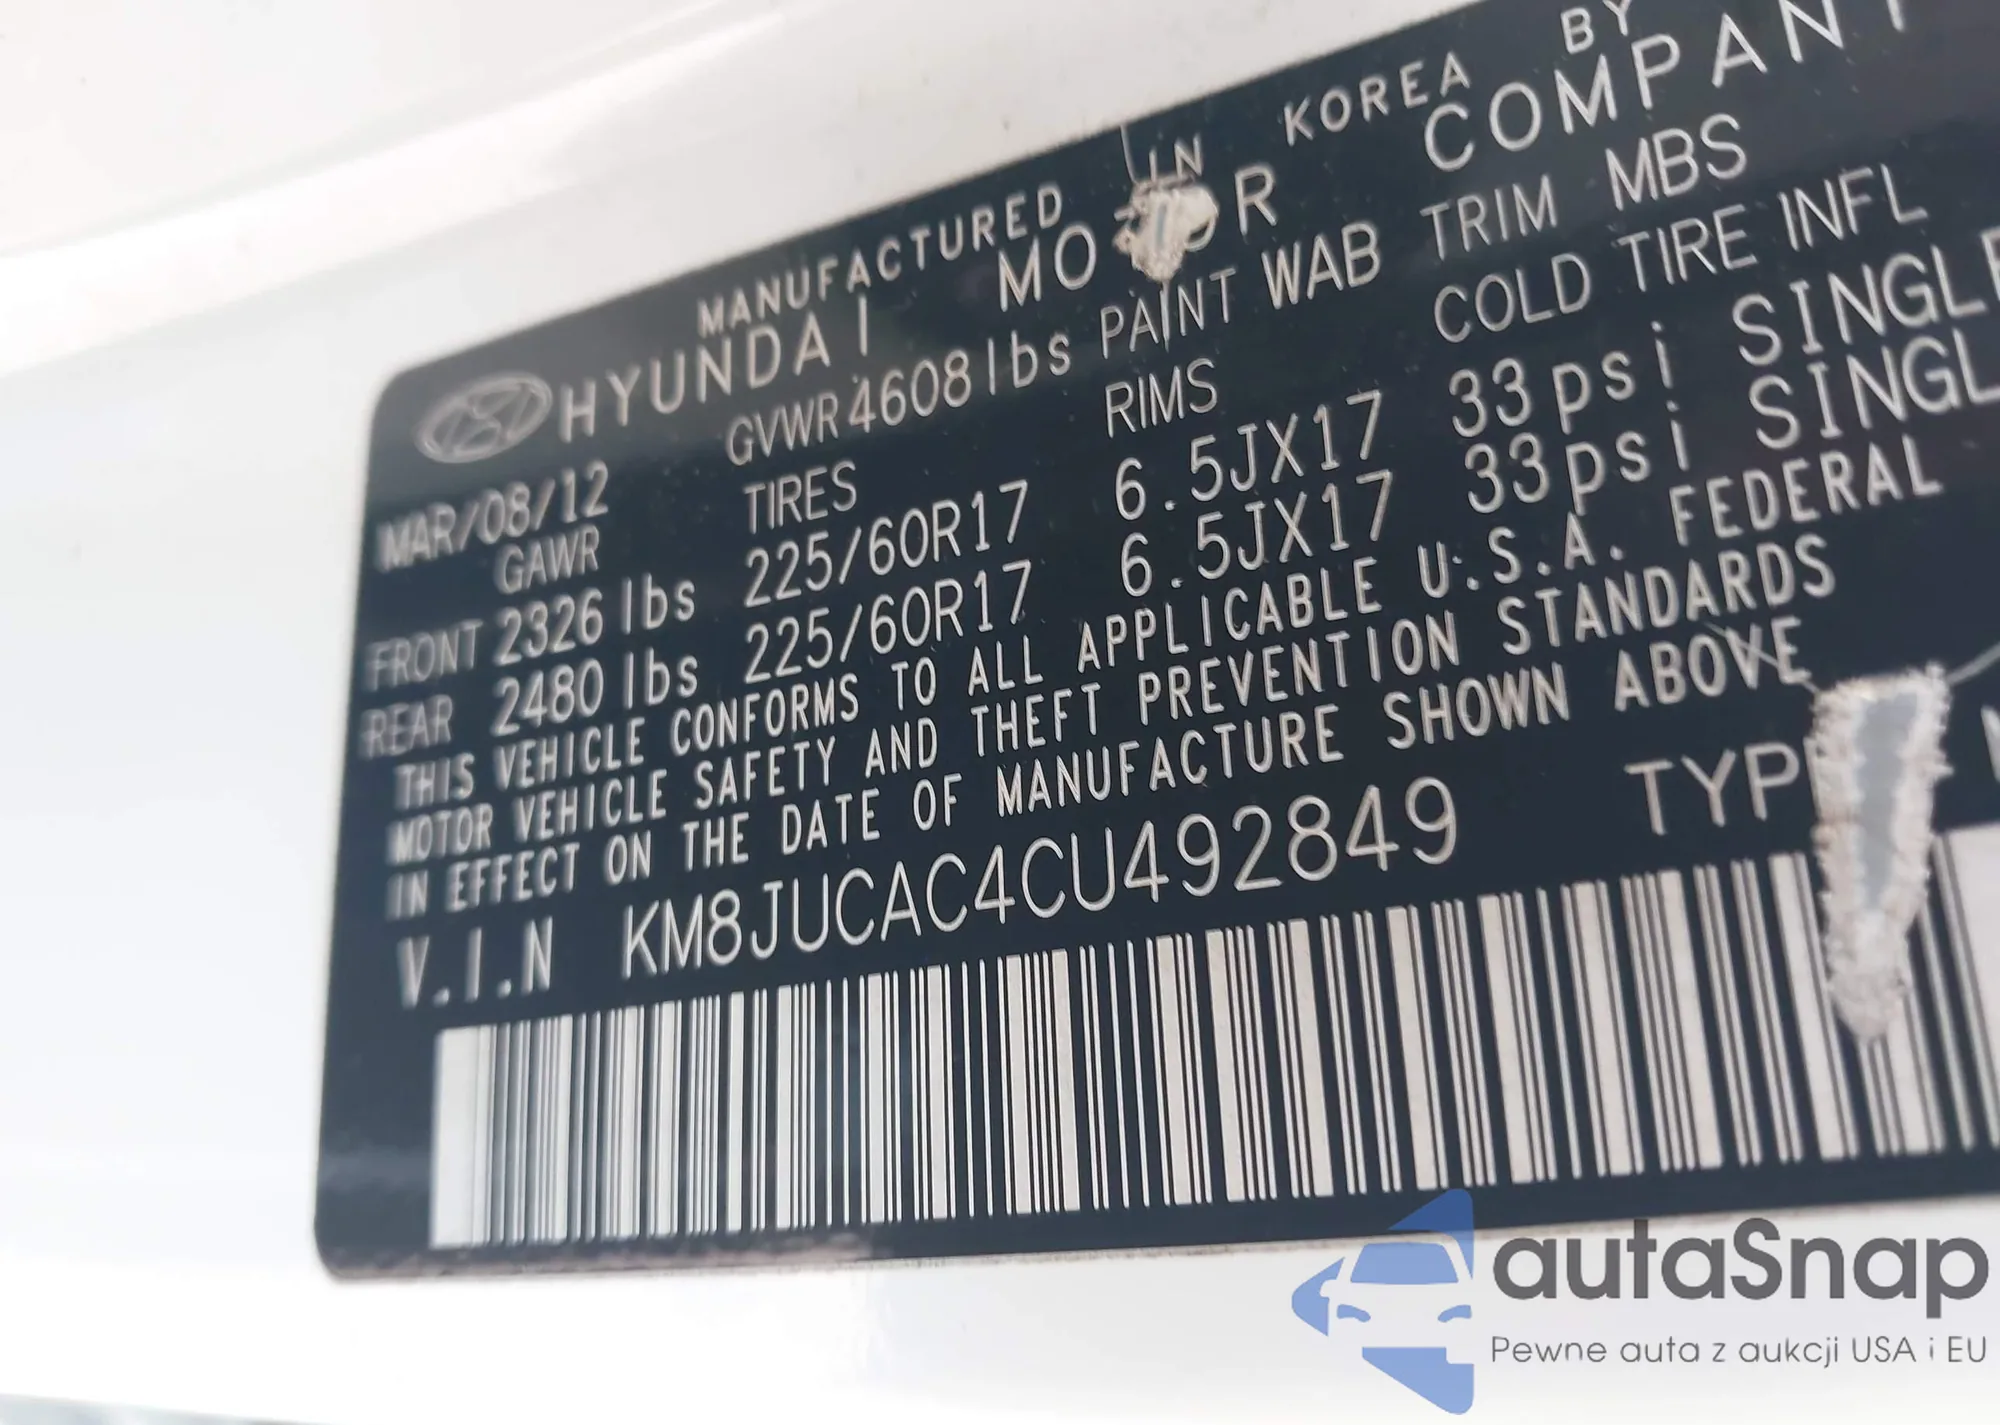 MANUFACTURED IN KOREA BY
HYUNDAI MOTOR COMPANY
MAR/08/12 GVWR 4608 lbs PAINT WAB TRIM MBS
GAWR TIRES RIMS COLD TIRE INFL
FRONT 2326 lbs 225/60R17 6.5JX17 33psi SINGLE
REAR 2480 lbs 225/60R17 6.5JX17 33psi SINGL
THIS VEHICLE CONFORMS TO ALL APPLICABLE U.S.A. FEDERAL
MOTOR VEHICLE SAFETY AND THEFT PREVENTION STANDARDS
IN EFFECT ON THE DATE OF MANUFACTURE SHOWN ABOVE
V.I.N KM8JUCAC4CU492849 TYPE
autaSnap
Pewne auta z aukcji USA i EU